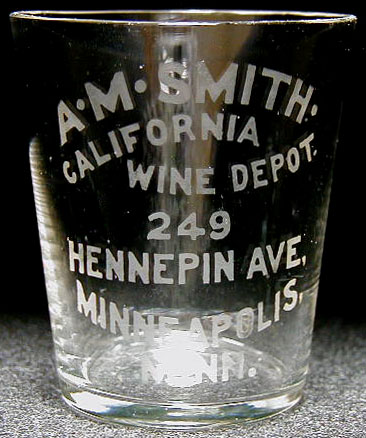 A·M·SMITH.
CALIFORNIA
WINE DEPOT.
249
HENNEPIN AVE.
MINNEAPOLIS,
MINN.